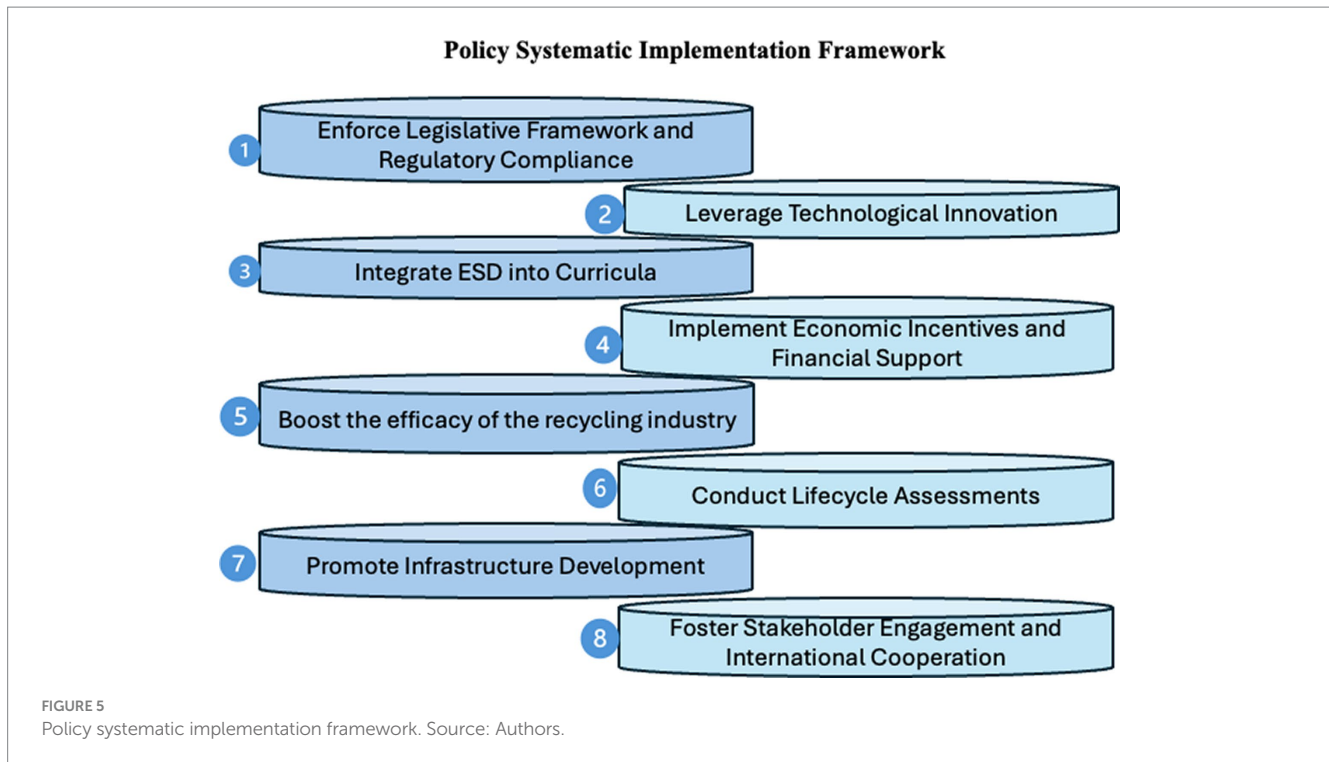 Policy Systematic Implementation Framework
1
Enforce Legislative Framework and
Regulatory Compliance
2
Leverage Technological Innovation
3
Integrate ESD into Curricula
4
Implement Economic Incentives and
Financial Support
5
Boost the efficacy of the recycling industry
6
Conduct Lifecycle Assessments
7
Promote Infrastructure Development
8
Foster Stakeholder Engagement and
International Cooperation
FIGURE 5
Policy systematic implementation framework. Source: Authors.